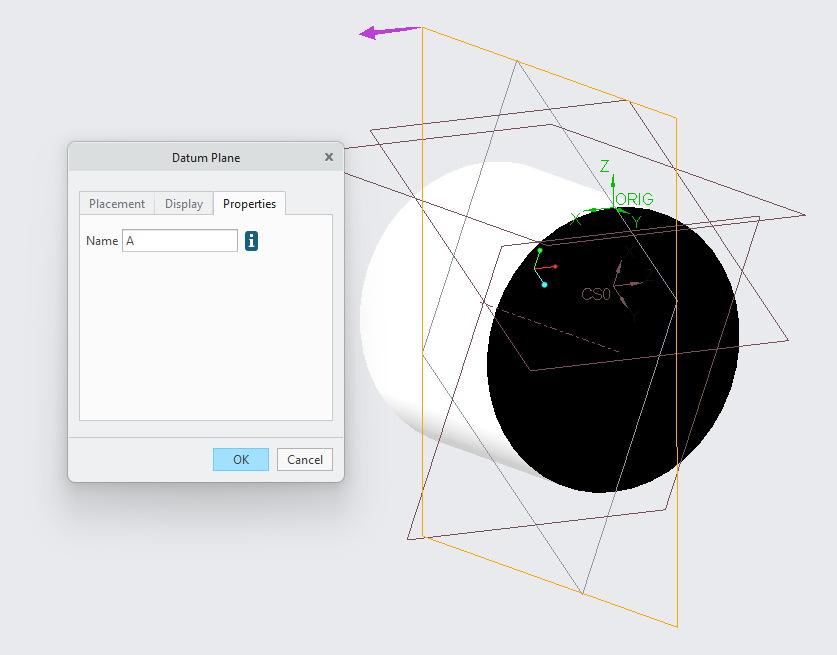 Datum Plane
Placement Display Properties
Name A
OK Cancel
Z
ORIG
X
Y
CS0
Y